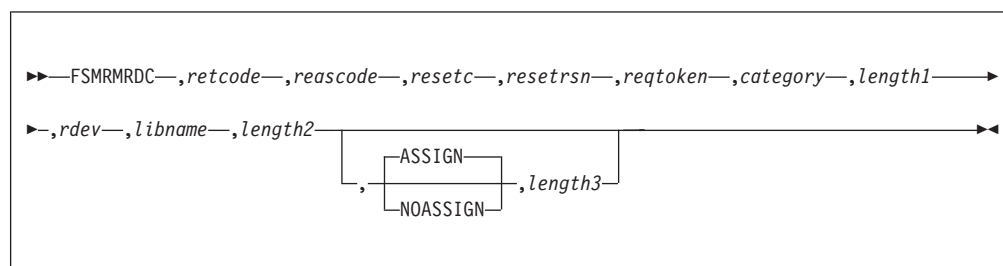 FSMRMRDC ,retcode ,reascode ,resetc ,resetrsn ,reqtoken ,category ,length1
,rdev ,libname ,length2
ASSIGN
, ,length3
NOASSIGN